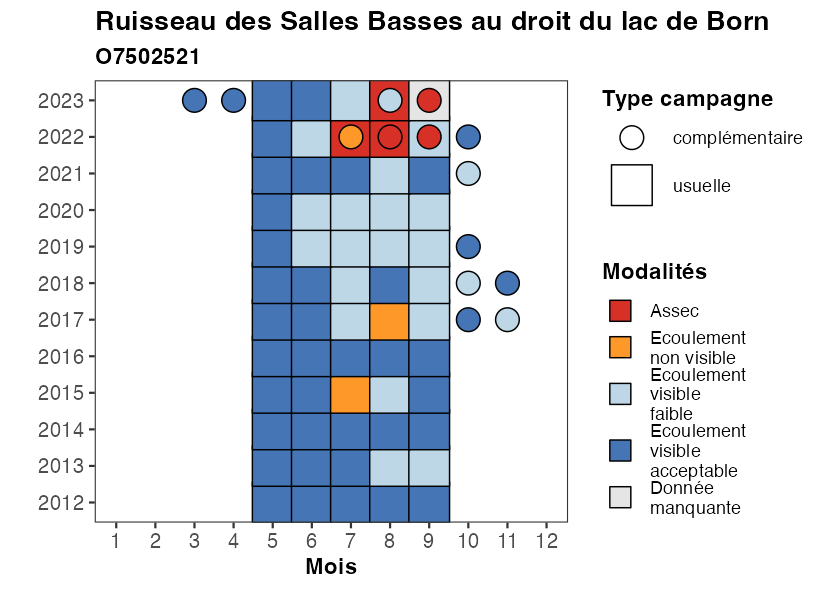 Ruisseau des Salles Basses au droit du lac de Born
O7502521
2023
2022
2021
2020
2019
2018
2017
2016
2015
2014
2013
2012
1 2 3 4 5 6 7 8 9 10 11 12
Mois
Type campagne
complémentaire
usuelle
Modalités
Assec
Ecoulement
non visible
Ecoulement
visible
faible
Ecoulement
visible
acceptable
Donnée
manquante